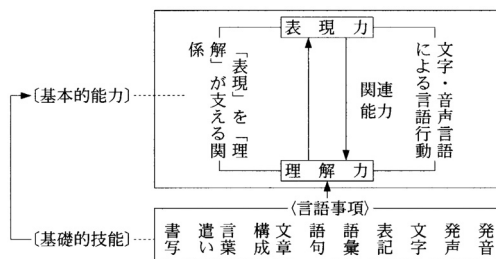 表現力
文字・音声言語
による言語行動
関連
能力
「表現」を「理
解」が支える関
係
〔基本的能力〕
理解力
〈言語事項〉
発音
発声
文字
表記
語彙
語句
文章
構成
言葉
遣い
書写
〔基礎的技能〕